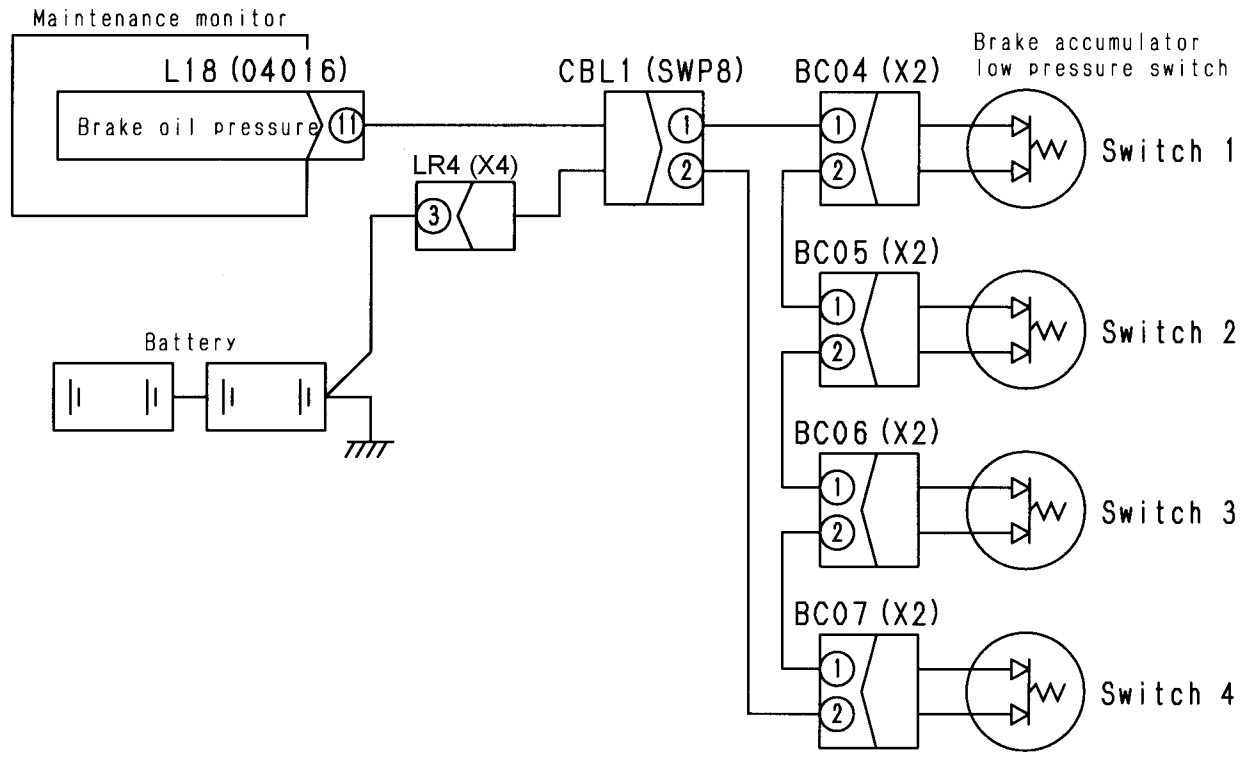 Maintenance monitor
L18 (04016)
Brake oil pressure
11
LR4 (X4)
3
Battery
CBL1 (SWP8)
1
2
Brake accumulator
low pressure switch
BC04 (X2)
1
2
Switch 1
BC05 (X2)
1
2
Switch 2
BC06 (X2)
1
2
Switch 3
BC07 (X2)
1
2
Switch 4